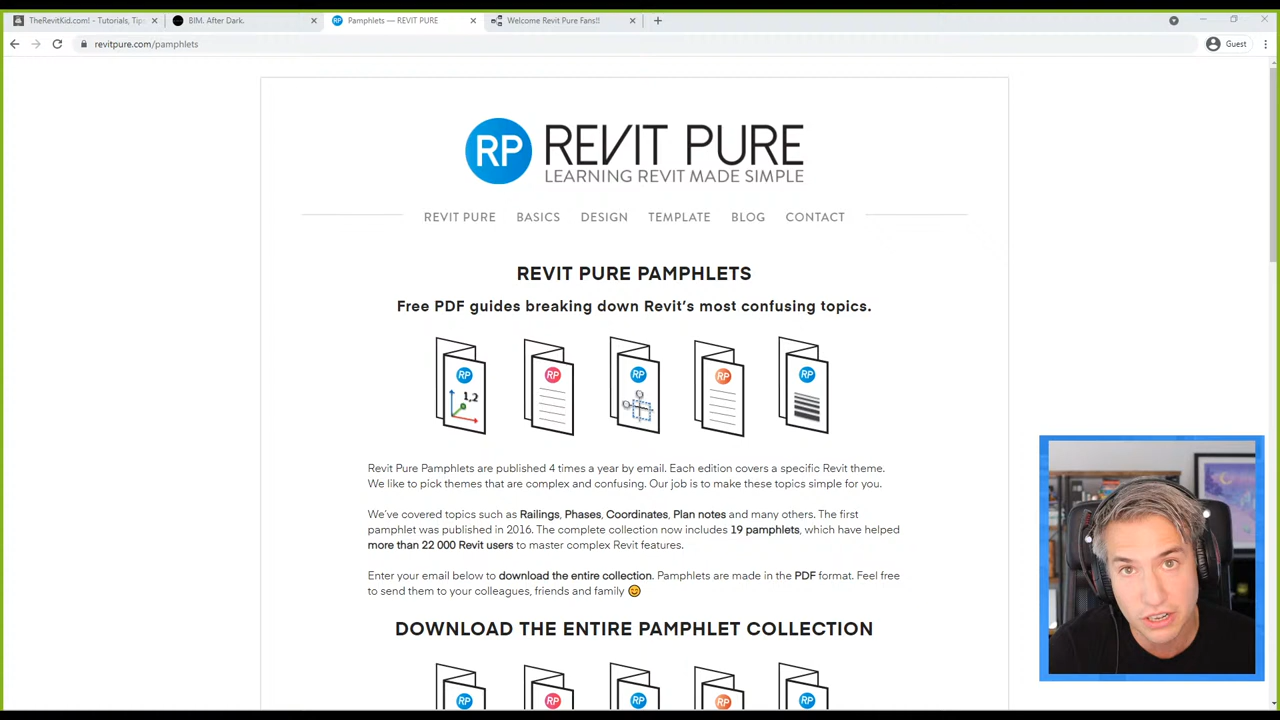 TheRevitKid.com! - Tutorials, Tips
BIM. After Dark.
Pamphlets — REVIT PURE
Welcome Revit Pure Fans!!
revitpure.com/pamphlets
Guest
RP REVIT PURE
LEARNING REVIT MADE SIMPLE
REVIT PURE BASICS DESIGN TEMPLATE BLOG CONTACT
REVIT PURE PAMPHLETS
Free PDF guides breaking down Revit’s most confusing topics.
RP RP RP RP RP
1,2
Revit Pure Pamphlets are published 4 times a year by email. Each edition covers a specific Revit theme.
We like to pick themes that are complex and confusing. Our job is to make these topics simple for you.
We’ve covered topics such as Railings, Phases, Coordinates, Plan notes and many others. The first
pamphlet was published in 2016. The complete collection now includes 19 pamphlets, which have helped
more than 22 000 Revit users to master complex Revit features.
Enter your email below to download the entire collection. Pamphlets are made in the PDF format. Feel free
to send them to your colleagues, friends and family
DOWNLOAD THE ENTIRE PAMPHLET COLLECTION
RP RP RP RP RP